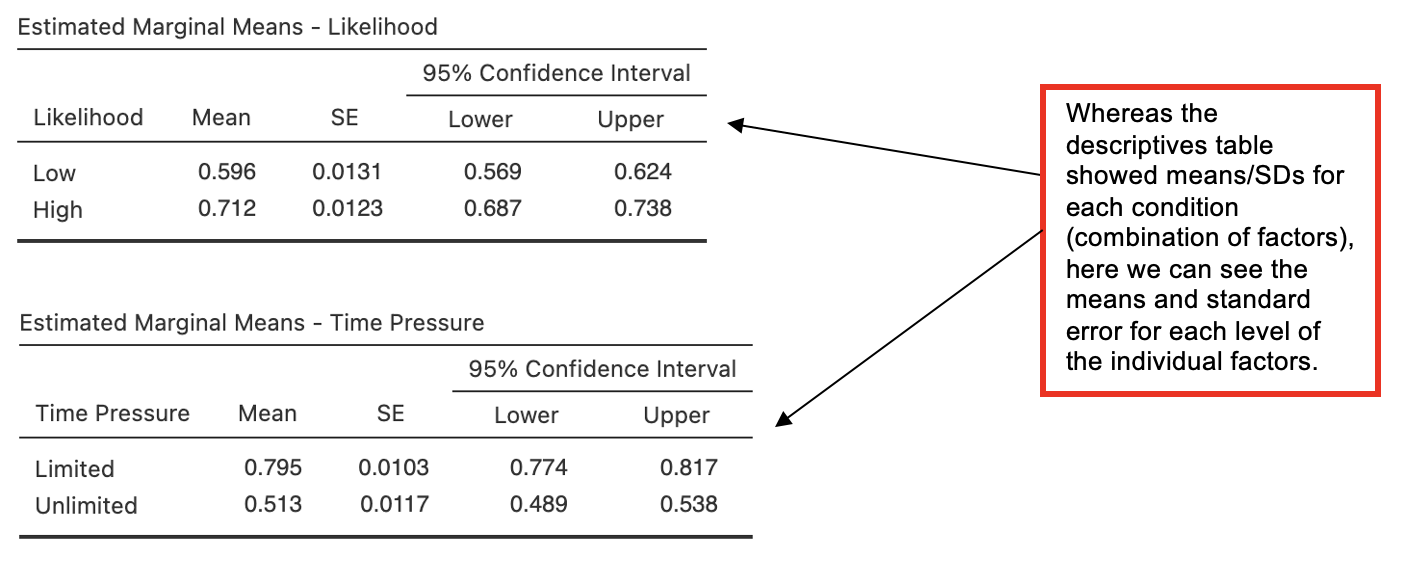 Estimated Marginal Means - Likelihood
95% Confidence Interval
Likelihood Mean SE Lower Upper
Low 0.596 0.0131 0.569 0.624
High 0.712 0.0123 0.687 0.738
Estimated Marginal Means - Time Pressure
95% Confidence Interval
Time Pressure Mean SE Lower Upper
Limited 0.795 0.0103 0.774 0.817
Unlimited 0.513 0.0117 0.489 0.538
Whereas the
descriptives table
showed means/SDs for
each condition
(combination of factors),
here we can see the
means and standard
error for each level of
the individual factors.